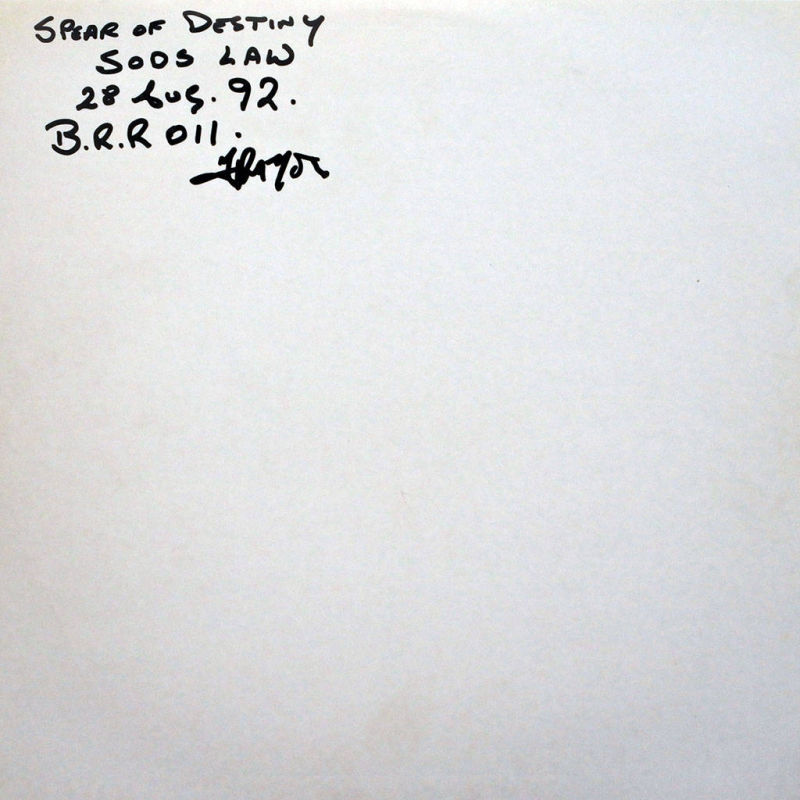 SPEAR OF DESTINY
SODS LAW
28 Aug. 92.
B.R.R 011.